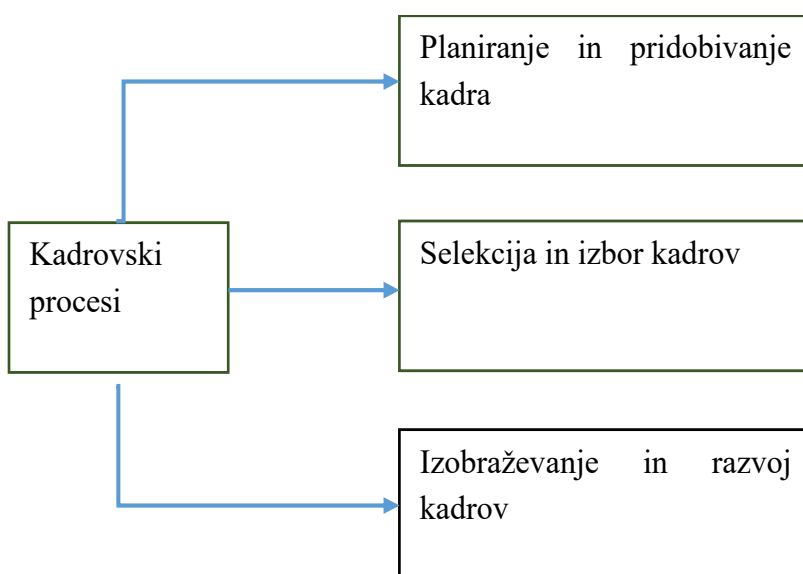 Planiranje in pridobivanje
kadra
Kadrovski
procesi
Selekcija in izbor kadrov
Izobraževanje in razvoj
kadrov